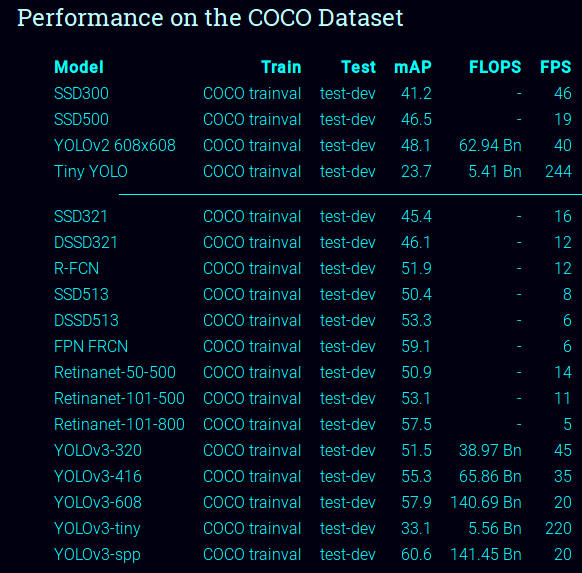 Performance on the COCO Dataset
Model Train Test mAP FLOPS FPS
SSD300 COCO trainval test-dev 41.2 - 46
SSD500 COCO trainval test-dev 46.5 - 19
YOLOv2 608x608 COCO trainval test-dev 48.1 62.94 Bn 40
Tiny YOLO COCO trainval test-dev 23.7 5.41 Bn 244
SSD321 COCO trainval test-dev 45.4 - 16
DSSD321 COCO trainval test-dev 46.1 - 12
R-FCN COCO trainval test-dev 51.9 - 12
SSD513 COCO trainval test-dev 50.4 - 8
DSSD513 COCO trainval test-dev 53.3 - 6
FPN FRCN COCO trainval test-dev 59.1 - 6
Retinanet-50-500 COCO trainval test-dev 50.9 - 14
Retinanet-101-500 COCO trainval test-dev 53.1 - 11
Retinanet-101-800 COCO trainval test-dev 57.5 - 5
YOLOv3-320 COCO trainval test-dev 51.5 38.97 Bn 45
YOLOv3-416 COCO trainval test-dev 55.3 65.86 Bn 35
YOLOv3-608 COCO trainval test-dev 57.9 140.69 Bn 20
YOLOv3-tiny COCO trainval test-dev 33.1 5.56 Bn 220
YOLOv3-spp COCO trainval test-dev 60.6 141.45 Bn 20